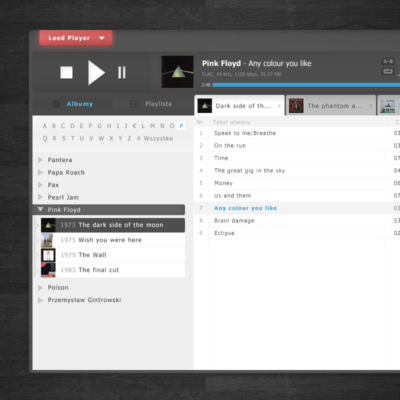 Lood Player
Pink Floyd - Any colour you like
FLAC, 44 kHz, 1106 kbps, 39,37 MB
A-B
2:48
Albumy
Playlista
Dark side of th...
The phantom a...
A B C D E F G H I J K L M N O P
Q R S T U V W X Y Z # Wszystkie
Pantera
Papa Roach
Pax
Pearl Jam
Pink Floyd
1973 The dark side of the moon
1975 Wish you were here
1979 The Wall
1983 The final cut
Poison
Przemysław Gintrowski
Nr Tytuł utworu C
1 Speak to me/Breathe 03
2 On the run 03
3 Time 07
4 The great gig in the sky 04
5 Money 06
6 Us and them 07
7 Any colour you like 03
8 Brain damage 03
9 Eclipse 02